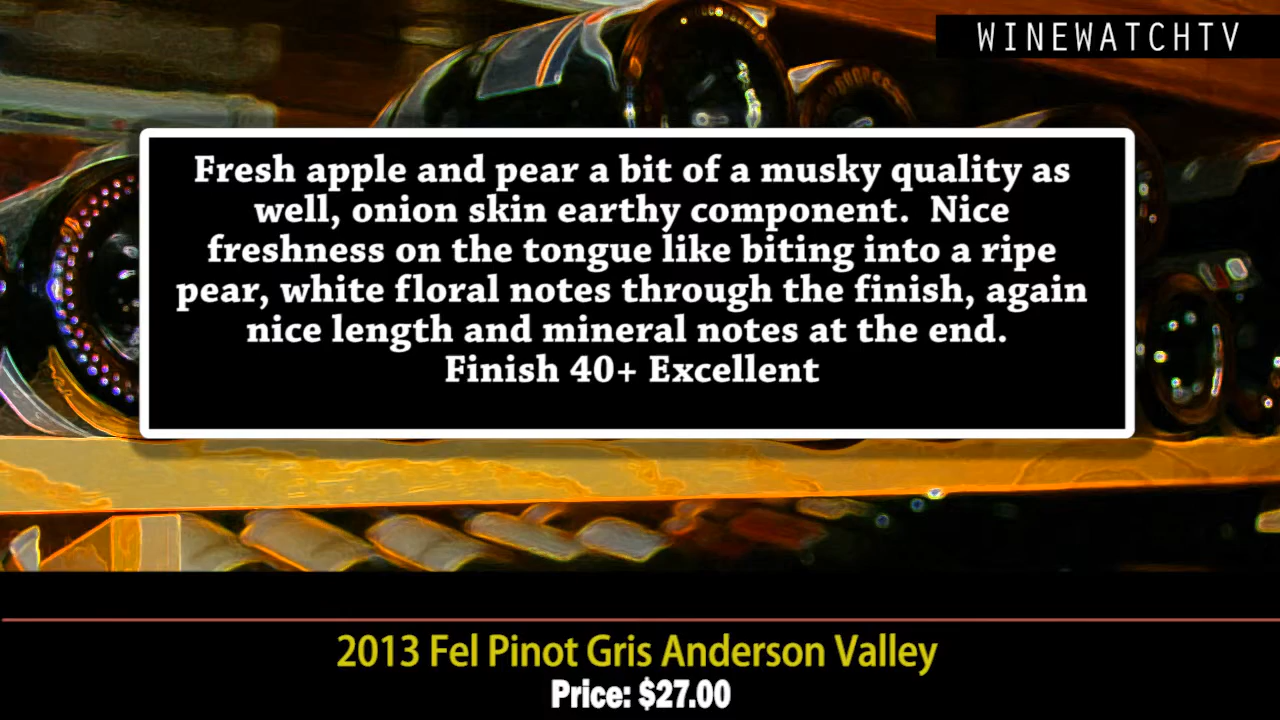 WINEWATCHTV
Fresh apple and pear a bit of a musky quality as
well, onion skin earthy component. Nice
freshness on the tongue like biting into a ripe
pear, white floral notes through the finish, again
nice length and mineral notes at the end.
Finish 40+ Excellent
2013 Fel Pinot Gris Anderson Valley
Price: $27.00